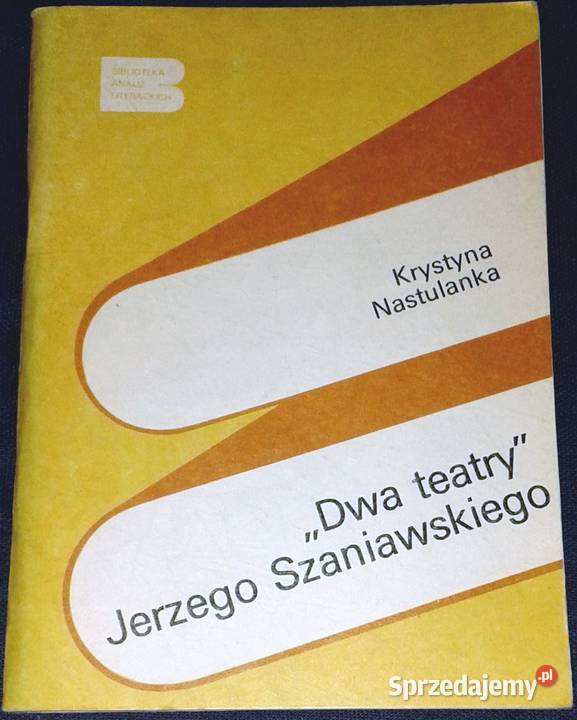 BIBLIOTEKA
ANALIZ
LITERACKICH
Krystyna
Nastulanka
„Dwa teatry”
Jerzego Szaniawskiego
Sprzedajemy.pl